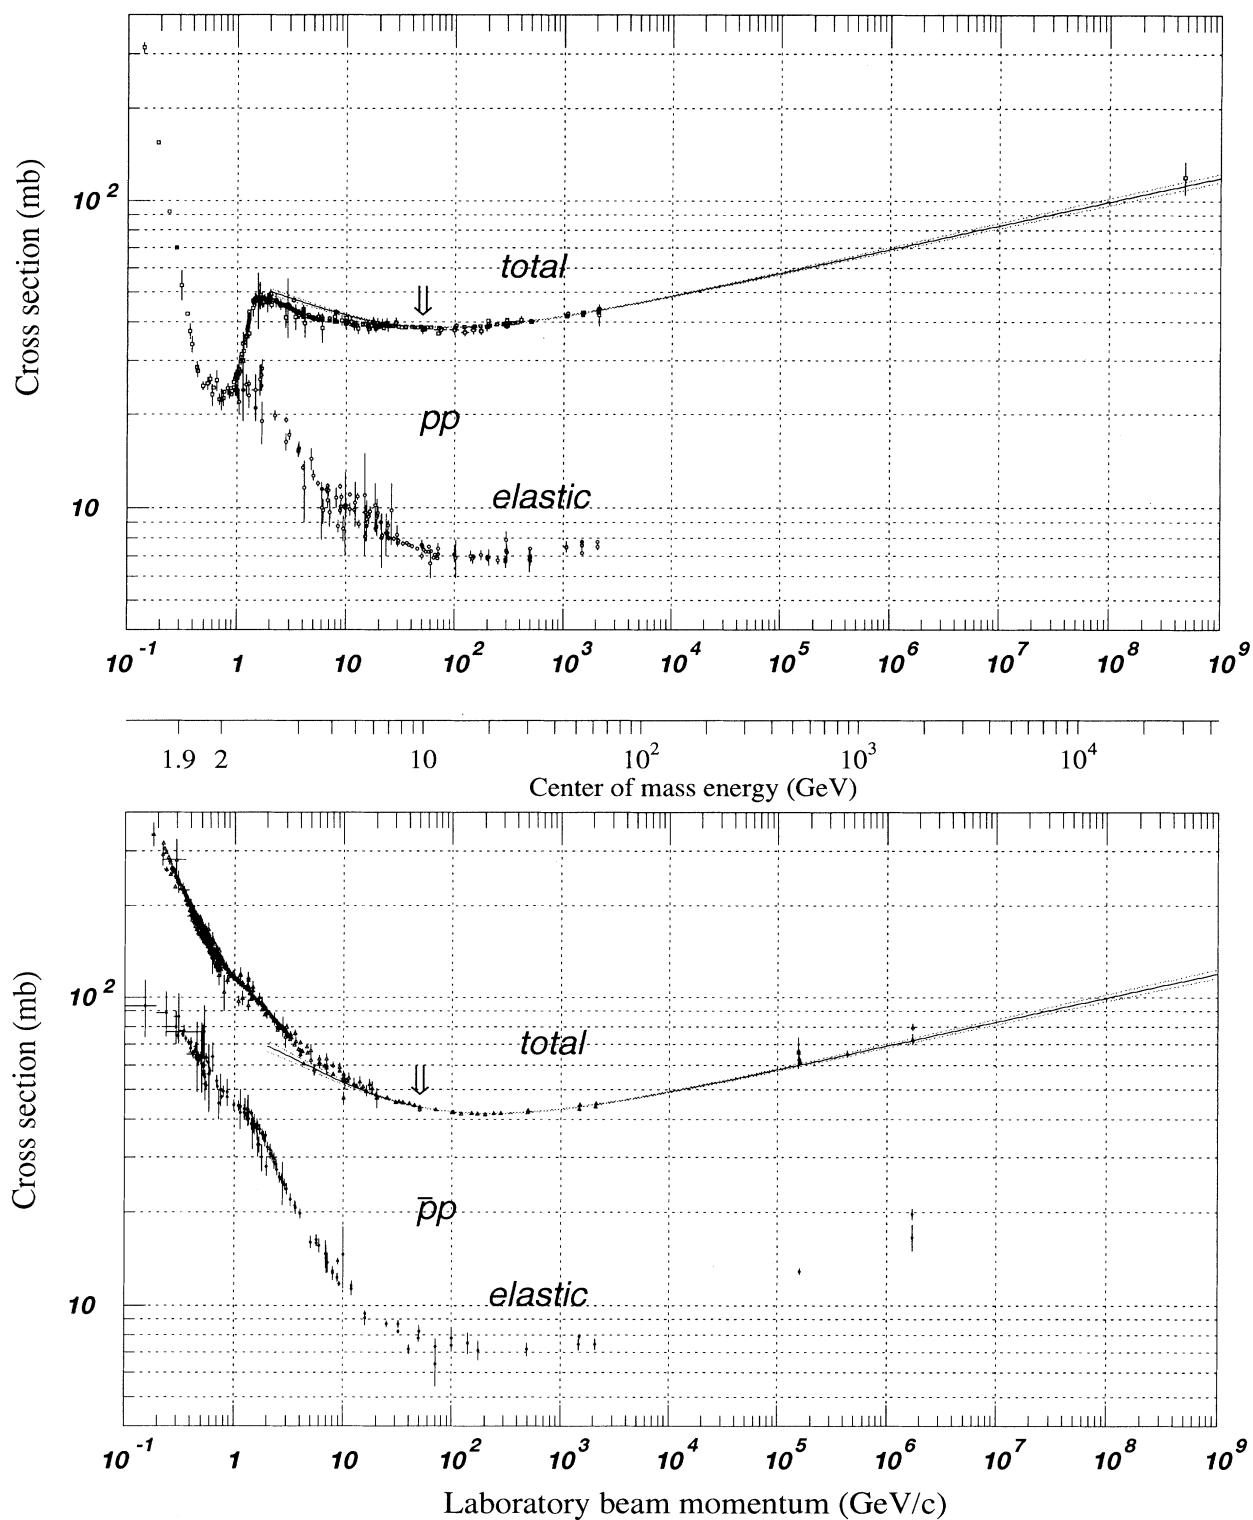 Cross section (mb)
10²
total
⇓
pp
elastic
10
10⁻¹ 1 10 10² 10³ 10⁴ 10⁵ 10⁶ 10⁷ 10⁸ 10⁹
1.9 2 10 10² 10³ 10⁴
Center of mass energy (GeV)
Cross section (mb)
10²
total
⇓
p̅p
elastic
10
10⁻¹ 1 10 10² 10³ 10⁴ 10⁵ 10⁶ 10⁷ 10⁸ 10⁹
Laboratory beam momentum (GeV/c)